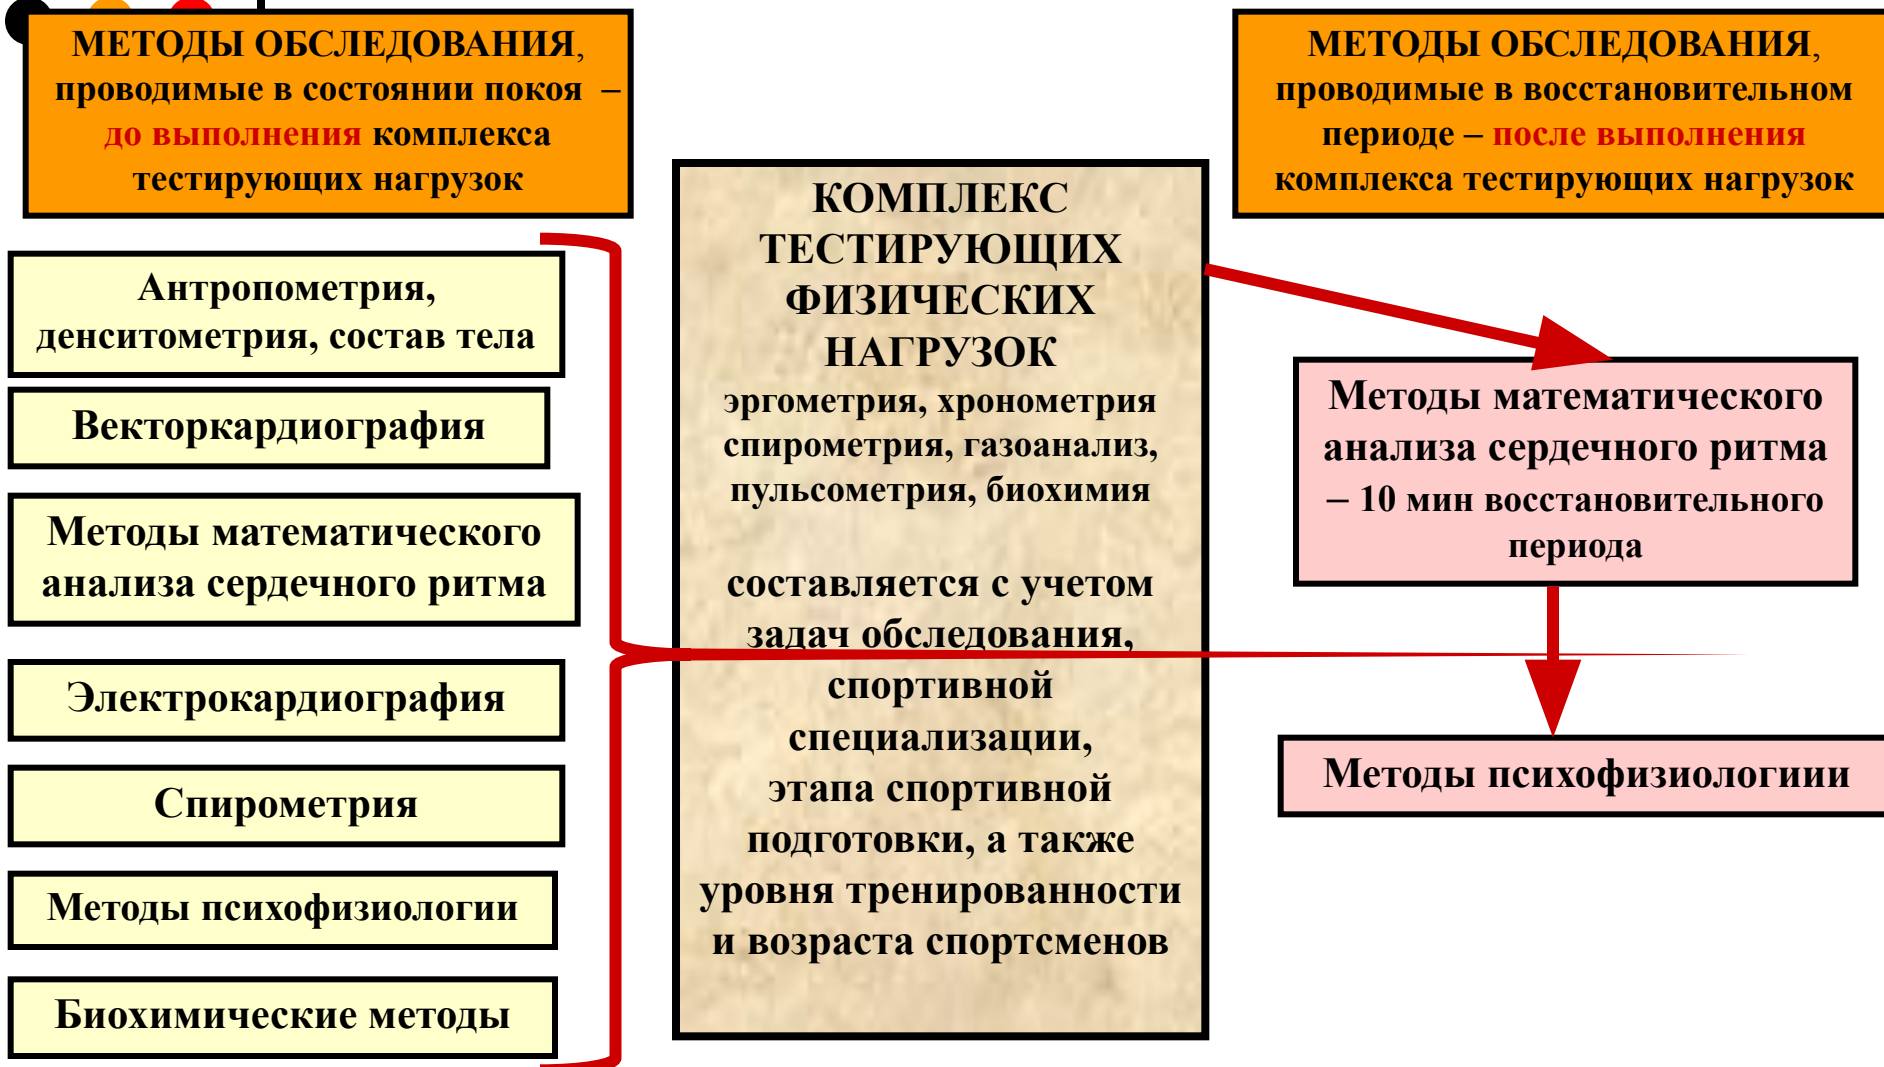 МЕТОДЫ ОБСЛЕДОВАНИЯ,
проводимые в состоянии покоя –
до выполнения комплекса
тестирующих нагрузок
Антропометрия,
денситометрия, состав тела
Векторкардиография
Методы математического
анализа сердечного ритма
Электрокардиография
Спирометрия
Методы психофизиологии
Биохимические методы
КОМПЛЕКС
ТЕСТИРУЮЩИХ
ФИЗИЧЕСКИХ
НАГРУЗОК
эргометрия, хронометрия
спирометрия, газоанализ,
пульсометрия, биохимия
составляется с учетом
задач обследования,
спортивной
специализации,
этапа спортивной
подготовки, а также
уровня тренированности
и возраста спортсменов
МЕТОДЫ ОБСЛЕДОВАНИЯ,
проводимые в восстановительном
периоде – после выполнения
комплекса тестирующих нагрузок
Методы математического
анализа сердечного ритма
– 10 мин восстановительного
периода
Методы психофизиологиии